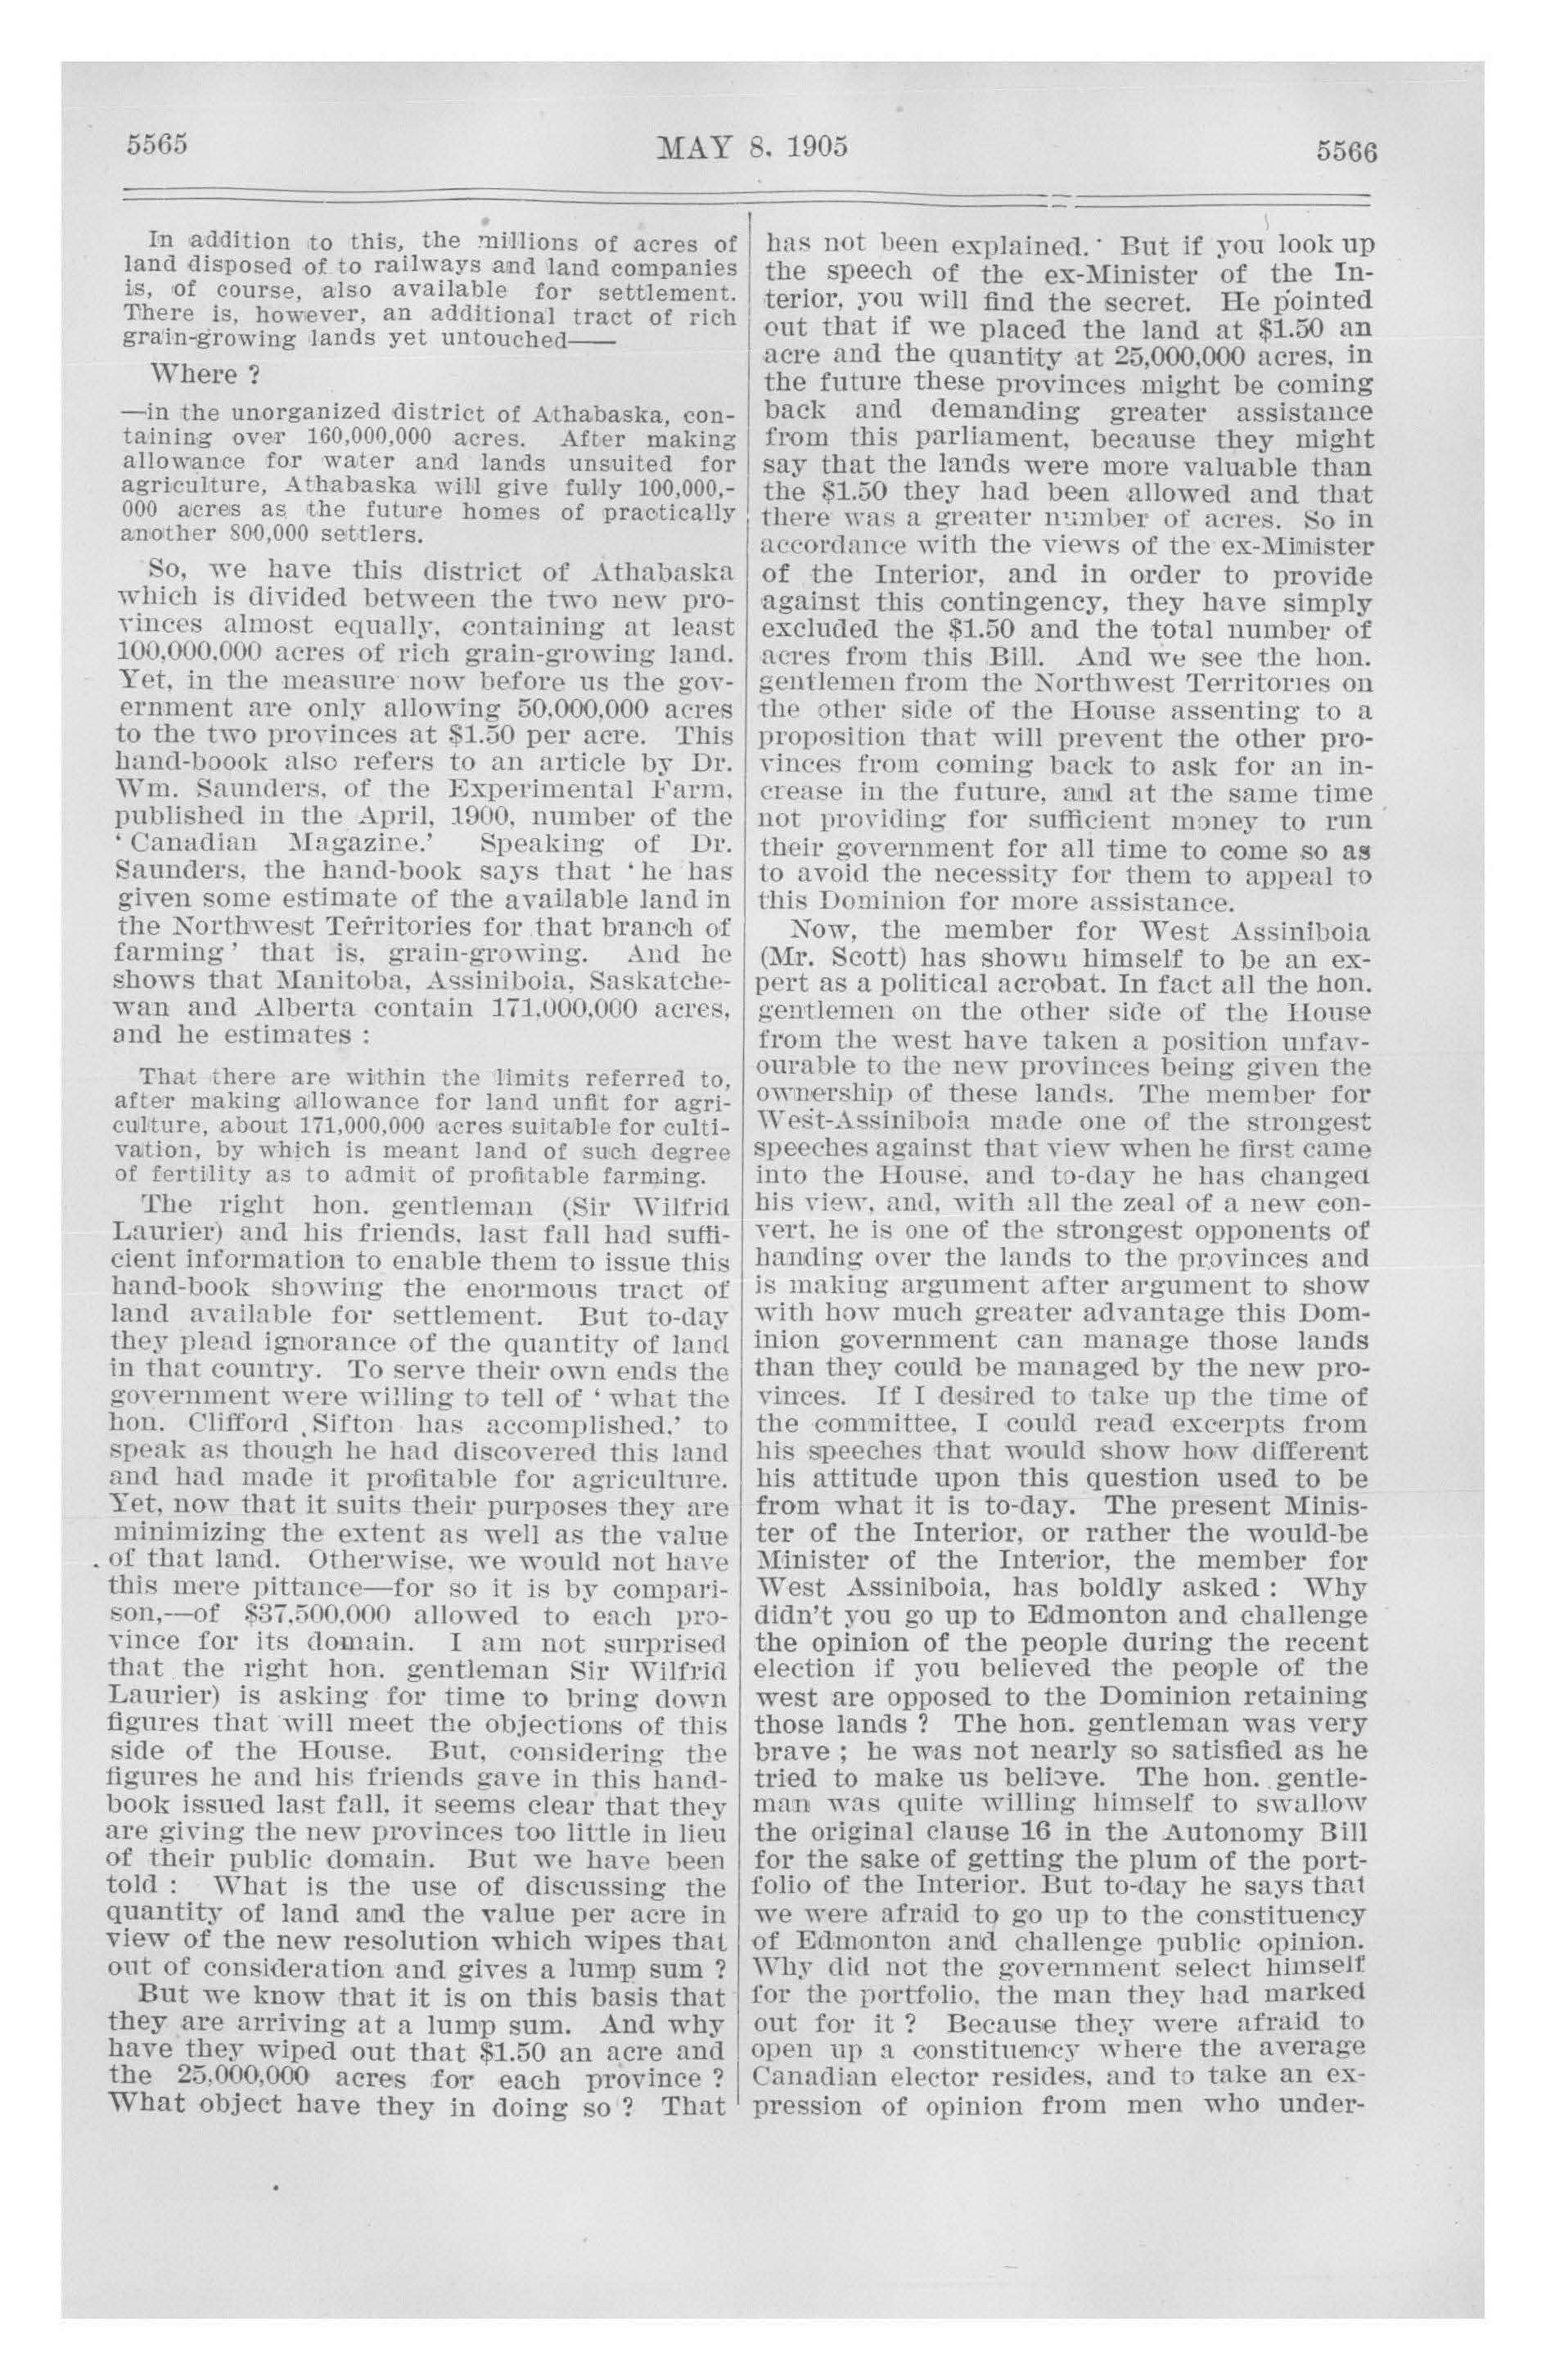 5565 MAY 8, 1905 5566
In addition to this, the millions of acres of
land disposed of to railways and land companies
is, of course, also available for settlement.
There is, however, an additional tract of rich
grain-growing lands yet untouched——
Where ?
—in the unorganized district of Athabaska, con-
taining over 160,000,000 acres. After making
allowance for water and lands unsuited for
agriculture, Athabaska will give fully 100,000,-
000 acres as the future homes of practically
another 800,000 settlers.
So, we have this district of Athabaska
which is divided between the two new pro-
vinces almost equally, containing at least
100,000,000 acres of rich grain-growing land.
Yet, in the measure now before us the gov-
ernment are only allowing 50,000,000 acres
to the two provinces at $1.50 per acre. This
hand-boook also refers to an article by Dr.
Wm. Saunders, of the Experimental Farm,
published in the April, 1900, number of the
‘ Canadian Magazine.’ Speaking of Dr.
Saunders, the hand-book says that ‘ he has
given some estimate of the available land in
the Northwest Territories for that branch of
farming ’ that is, grain-growing. And he
shows that Manitoba, Assiniboia, Saskatche-
wan and Alberta contain 171,000,000 acres,
and he estimates :
That there are within the limits referred to,
after making allowance for land unfit for agri-
culture, about 171,000,000 acres suitable for culti-
vation, by which is meant land of such degree
of fertility as to admit of profitable farming.
The right hon. gentleman (Sir Wilfrid
Laurier) and his friends, last fall had suffi-
cient information to enable them to issue this
hand-book showing the enormous tract of
land available for settlement. But to-day
they plead ignorance of the quantity of land
in that country. To serve their own ends the
government were willing to tell of ‘ what the
hon. Clifford Sifton has accomplished,’ to
speak as though he had discovered this land
and had made it profitable for agriculture.
Yet, now that it suits their purposes they are
minimizing the extent as well as the value
of that land. Otherwise, we would not have
this mere pittance—for so it is by compari-
son,—of $37,500,000 allowed to each pro-
vince for its domain. I am not surprised
that the right hon. gentleman Sir Wilfrid
Laurier) is asking for time to bring down
figures that will meet the objections of this
side of the House. But, considering the
figures he and his friends gave in this hand-
book issued last fall, it seems clear that they
are giving the new provinces too little in lieu
of their public domain. But we have been
told : What is the use of discussing the
quantity of land and the value per acre in
view of the new resolution which wipes that
out of consideration and gives a lump sum ?
But we know that it is on this basis that
they are arriving at a lump sum. And why
have they wiped out that $1.50 an acre and
the 25,000,000 acres for each province ?
What object have they in doing so ? That
has not been explained. But if you look up
the speech of the ex-Minister of the In-
terior, you will find the secret. He pointed
out that if we placed the land at $1.50 an
acre and the quantity at 25,000,000 acres, in
the future these provinces might be coming
back and demanding greater assistance
from this parliament, because they might
say that the lands were more valuable than
the $1.50 they had been allowed and that
there was a greater number of acres. So in
accordance with the views of the ex-Minister
of the Interior, and in order to provide
against this contingency, they have simply
excluded the $1.50 and the total number of
acres from this Bill. And we see the hon.
gentlemen from the Northwest Territories on
the other side of the House assenting to a
proposition that will prevent the other pro-
vinces from coming back to ask for an in-
crease in the future, and at the same time
not providing for sufficient money to run
their government for all time to come so as
to avoid the necessity for them to appeal to
this Dominion for more assistance.
Now, the member for West Assiniboia
(Mr. Scott) has shown himself to be an ex-
pert as a political acrobat. In fact all the hon.
gentlemen on the other side of the House
from the west have taken a position unfav-
ourable to the new provinces being given the
ownership of these lands. The member for
West-Assiniboia made one of the strongest
speeches against that view when he first came
into the House, and to-day he has changed
his view, and, with all the zeal of a new con-
vert, he is one of the strongest opponents of
handing over the lands to the provinces and
is making argument after argument to show
with how much greater advantage this Dom-
inion government can manage those lands
than they could be managed by the new pro-
vinces. If I desired to take up the time of
the committee, I could read excerpts from
his speeches that would show how different
his attitude upon this question used to be
from what it is to-day. The present Minis-
ter of the Interior, or rather the would-be
Minister of the Interior, the member for
West Assiniboia, has boldly asked : Why
didn't you go up to Edmonton and challenge
the opinion of the people during the recent
election if you believed the people of the
west are opposed to the Dominion retaining
those lands ? The hon. gentleman was very
brave ; he was not nearly so satisfied as he
tried to make us believe. The hon. gentle-
man was quite willing himself to swallow
the original clause 16 in the Autonomy Bill
for the sake of getting the plum of the port-
folio of the Interior. But to-day he says that
we were afraid to go up to the constituency
of Edmonton and challenge public opinion.
Why did not the government select himself
for the portfolio, the man they had marked
out for it ? Because they were afraid to
open up a constituency where the average
Canadian elector resides, and to take an ex-
pression of opinion from men who under-